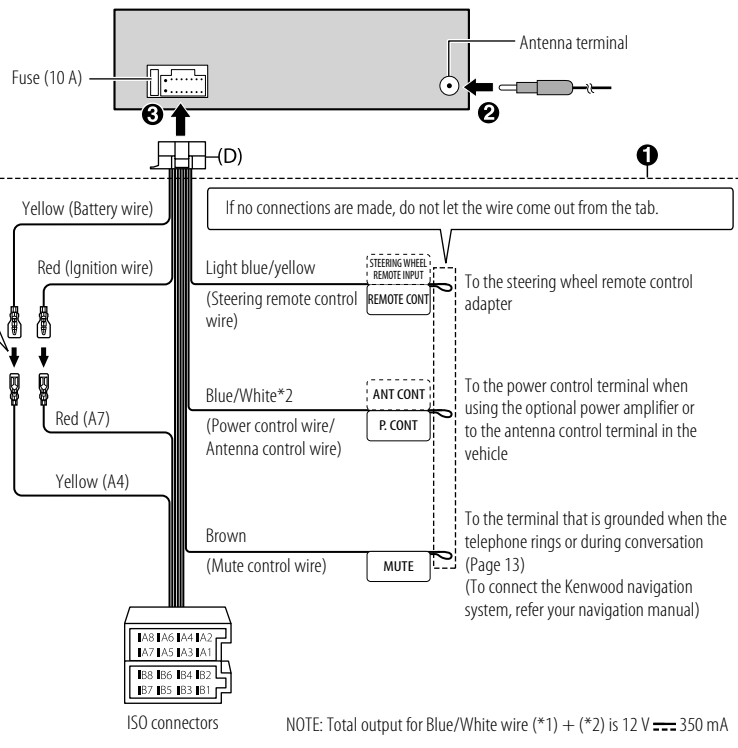 Antenna terminal
Fuse (10 A)
❸
❷
(D)
❶
Yellow (Battery wire)
If no connections are made, do not let the wire come out from the tab.
Red (Ignition wire)
Light blue/yellow
(Steering remote control
wire)
STEERING WHEEL
REMOTE INPUT
REMOTE CONT
To the steering wheel remote control
adapter
Blue/White*2
(Power control wire/
Antenna control wire)
ANT CONT
P. CONT
To the power control terminal when
using the optional power amplifier or
to the antenna control terminal in the
vehicle
Red (A7)
Yellow (A4)
Brown
(Mute control wire)
MUTE
To the terminal that is grounded when the
telephone rings or during conversation
(Page 13)
(To connect the Kenwood navigation
system, refer your navigation manual)
A8 A6 A4 A2
A7 A5 A3 A1
B8 B6 B4 B2
B7 B5 B3 B1
ISO connectors
NOTE: Total output for Blue/White wire (*1) + (*2) is 12 V ⎓ 350 mA